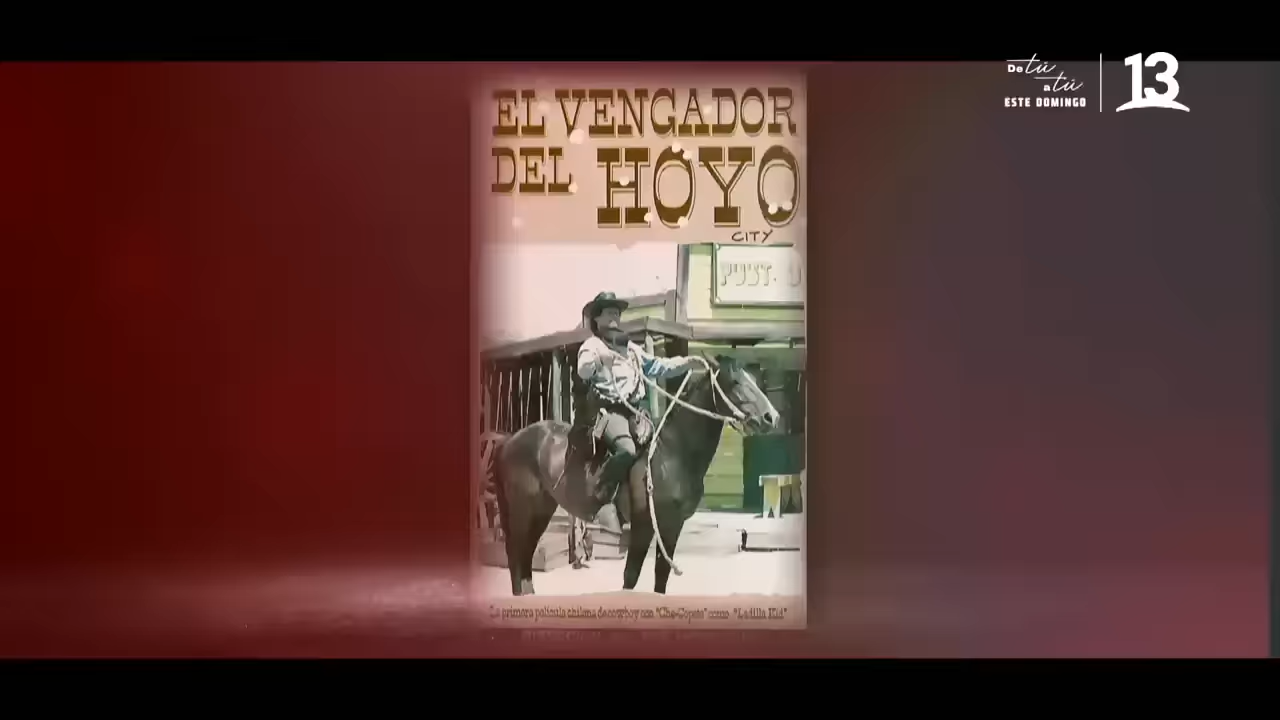 De tú
a tú
ESTE DOMINGO
13
EL VENGADOR
DEL HOYO
CITY
POST. O
La primera película chilena de cowboy con "Che-Copete" como "Ladilla Kid"